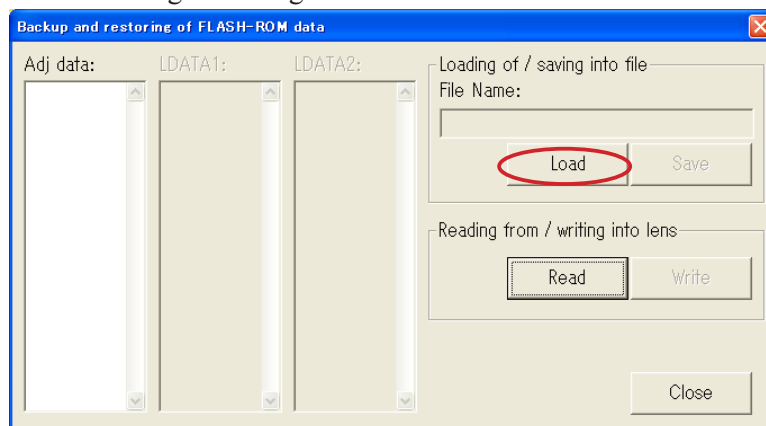 Backup and restoring of FLASH-ROM data
Adj data:
LDATA1:
LDATA2:
Loading of / saving into file
File Name:
Load
Save
Reading from / writing into lens
Read
Write
Close